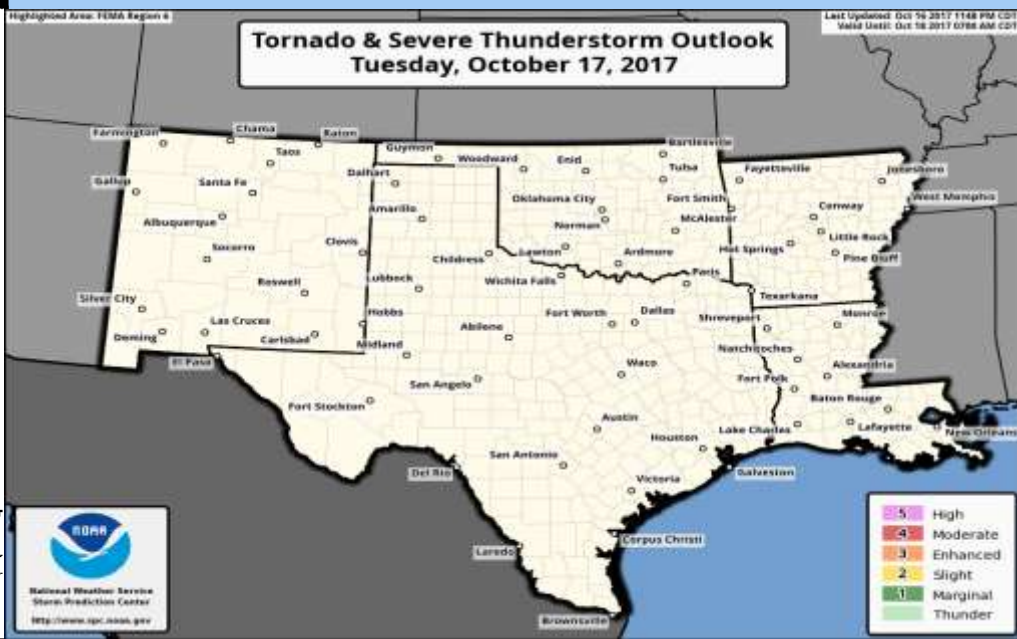 Highlighted Area: FEMA Region 6
Last Updated: Oct 16 2017 1148 PM CDT
Valid Until: Oct 18 2017 0700 AM CDT
Tornado & Severe Thunderstorm Outlook
Tuesday, October 17, 2017
Farmington
Chama
Raton
Taos
Guymon
Woodward
Enid
Bartlesville
Tulsa
Fayetteville
Jonesboro
Gallup
Santa Fe
Dalhart
Oklahoma City
Fort Smith
West Memphis
Albuquerque
Amarillo
Norman
McAlester
Conway
Socorro
Clovis
Childress
Lawton
Ardmore
Hot Springs
Little Rock
Pine Bluff
Roswell
Lubbock
Wichita Falls
Paris
Texarkana
Silver City
Las Cruces
Hobbs
Abilene
Fort Worth
Dallas
Shreveport
Monroe
Deming
Carlsbad
Midland
Natchitoches
El Paso
San Angelo
Waco
Fort Polk
Alexandria
Fort Stockton
Austin
Baton Rouge
Houston
Lake Charles
Lafayette
New Orleans
Del Rio
San Antonio
Galveston
Victoria
Laredo
Corpus Christi
Brownsville
NOAA
National Weather Service
Storm Prediction Center
http://www.spc.noaa.gov
5 High
4 Moderate
3 Enhanced
2 Slight
1 Marginal
Thunder